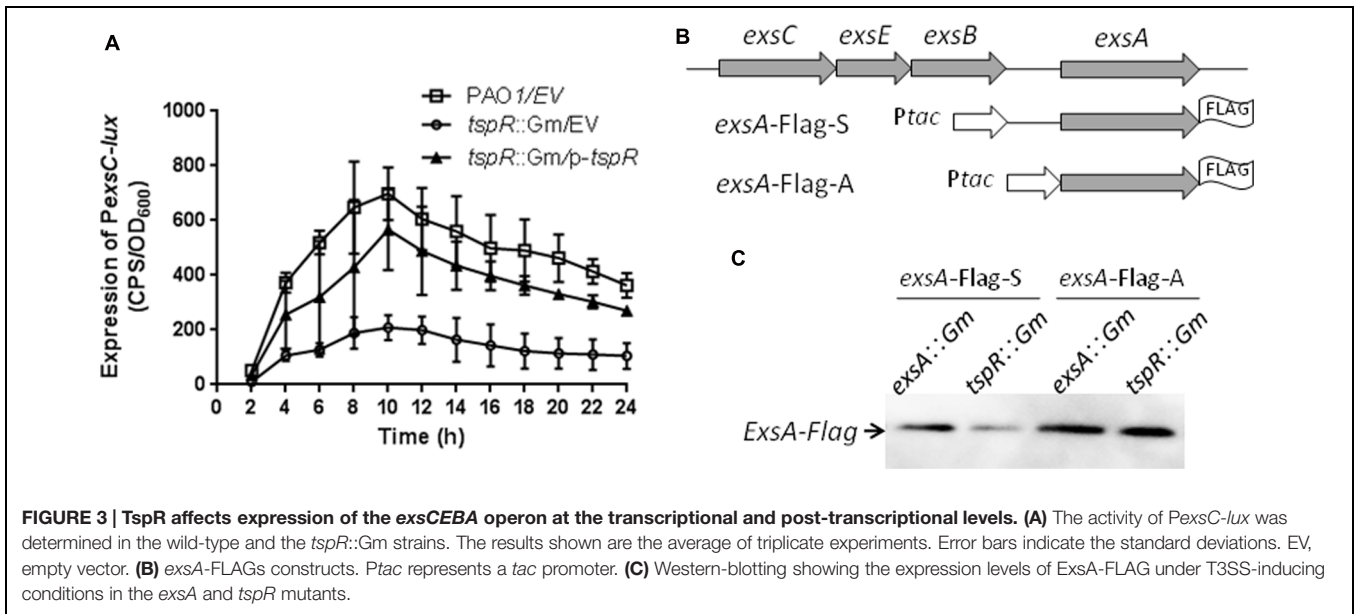 A
Expression of PexsC-lux
(CPS/OD600)
1000
800
600
400
200
0
0 2 4 6 8 10 12 14 16 18 20 22 24
Time (h)
PAO1/EV
tspR::Gm/EV
tspR::Gm/p-tspR
B
exsC exsE exsB exsA
exsA-Flag-S Ptac FLAG
exsA-Flag-A Ptac FLAG
C
exsA-Flag-S exsA-Flag-A
exsA::Gm tspR::Gm exsA::Gm tspR::Gm
ExsA-Flag
FIGURE 3 | TspR affects expression of the exsCEBA operon at the transcriptional and post-transcriptional levels. (A) The activity of PexsC-lux was
determined in the wild-type and the tspR::Gm strains. The results shown are the average of triplicate experiments. Error bars indicate the standard deviations. EV,
empty vector. (B) exsA-FLAGs constructs. Ptac represents a tac promoter. (C) Western-blotting showing the expression levels of ExsA-FLAG under T3SS-inducing
conditions in the exsA and tspR mutants.